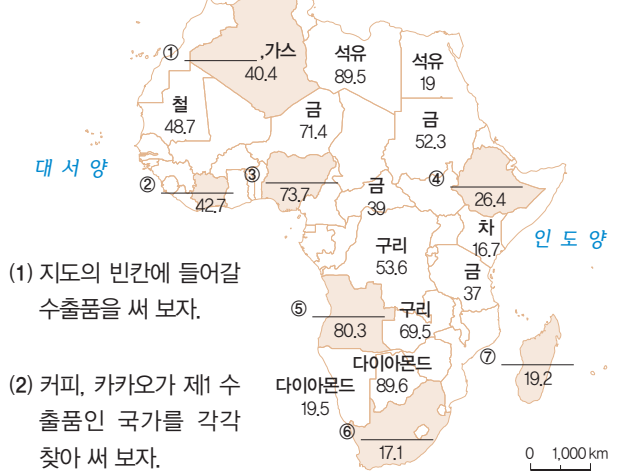 ① ,가스
40.4
석유
89.5
석유
19
철
48.7
금
71.4
금
52.3
대 서 양
②
42.7
③
73.7
금
39
④
26.4
차
16.7
인 도 양
구리
53.6
금
37
(1) 지도의 빈칸에 들어갈
수출품을 써 보자.
⑤
80.3
구리
69.5
⑦
19.2
다이아몬드
89.6
다이아몬드
19.5
(2) 커피, 카카오가 제1 수
출품인 국가를 각각
찾아 써 보자.
⑥
17.1
0 1,000 km